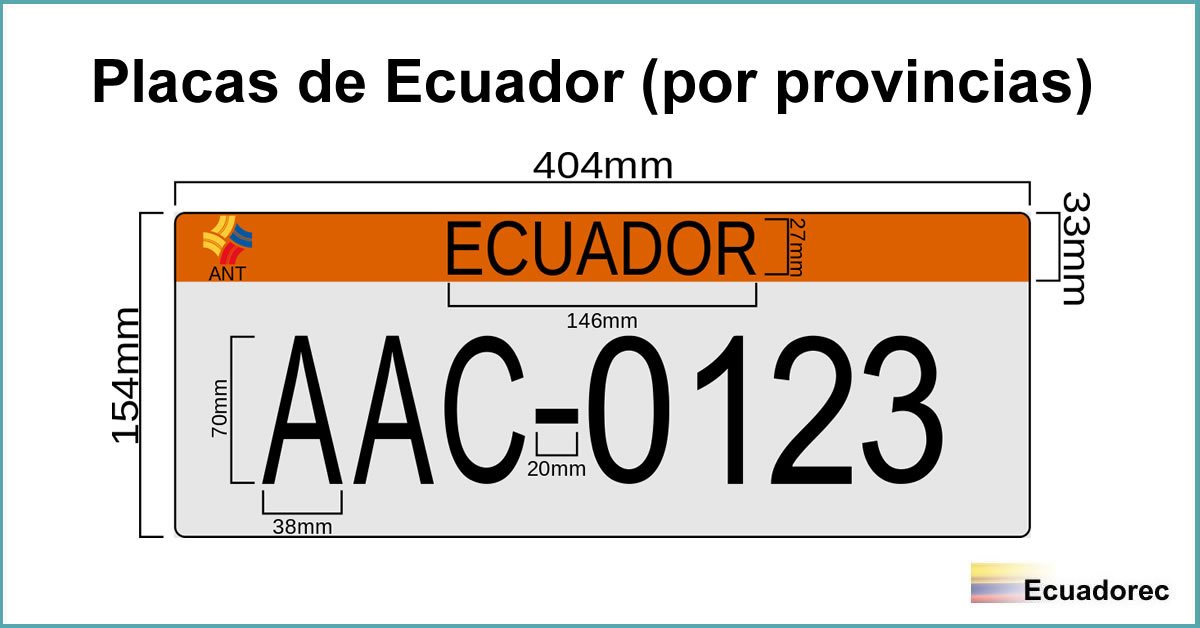 Placas de Ecuador (por provincias)
404mm
33mm
ANT
ECUADOR
27mm
146mm
154mm
70mm
AAC-0123
20mm
38mm
Ecuadorec